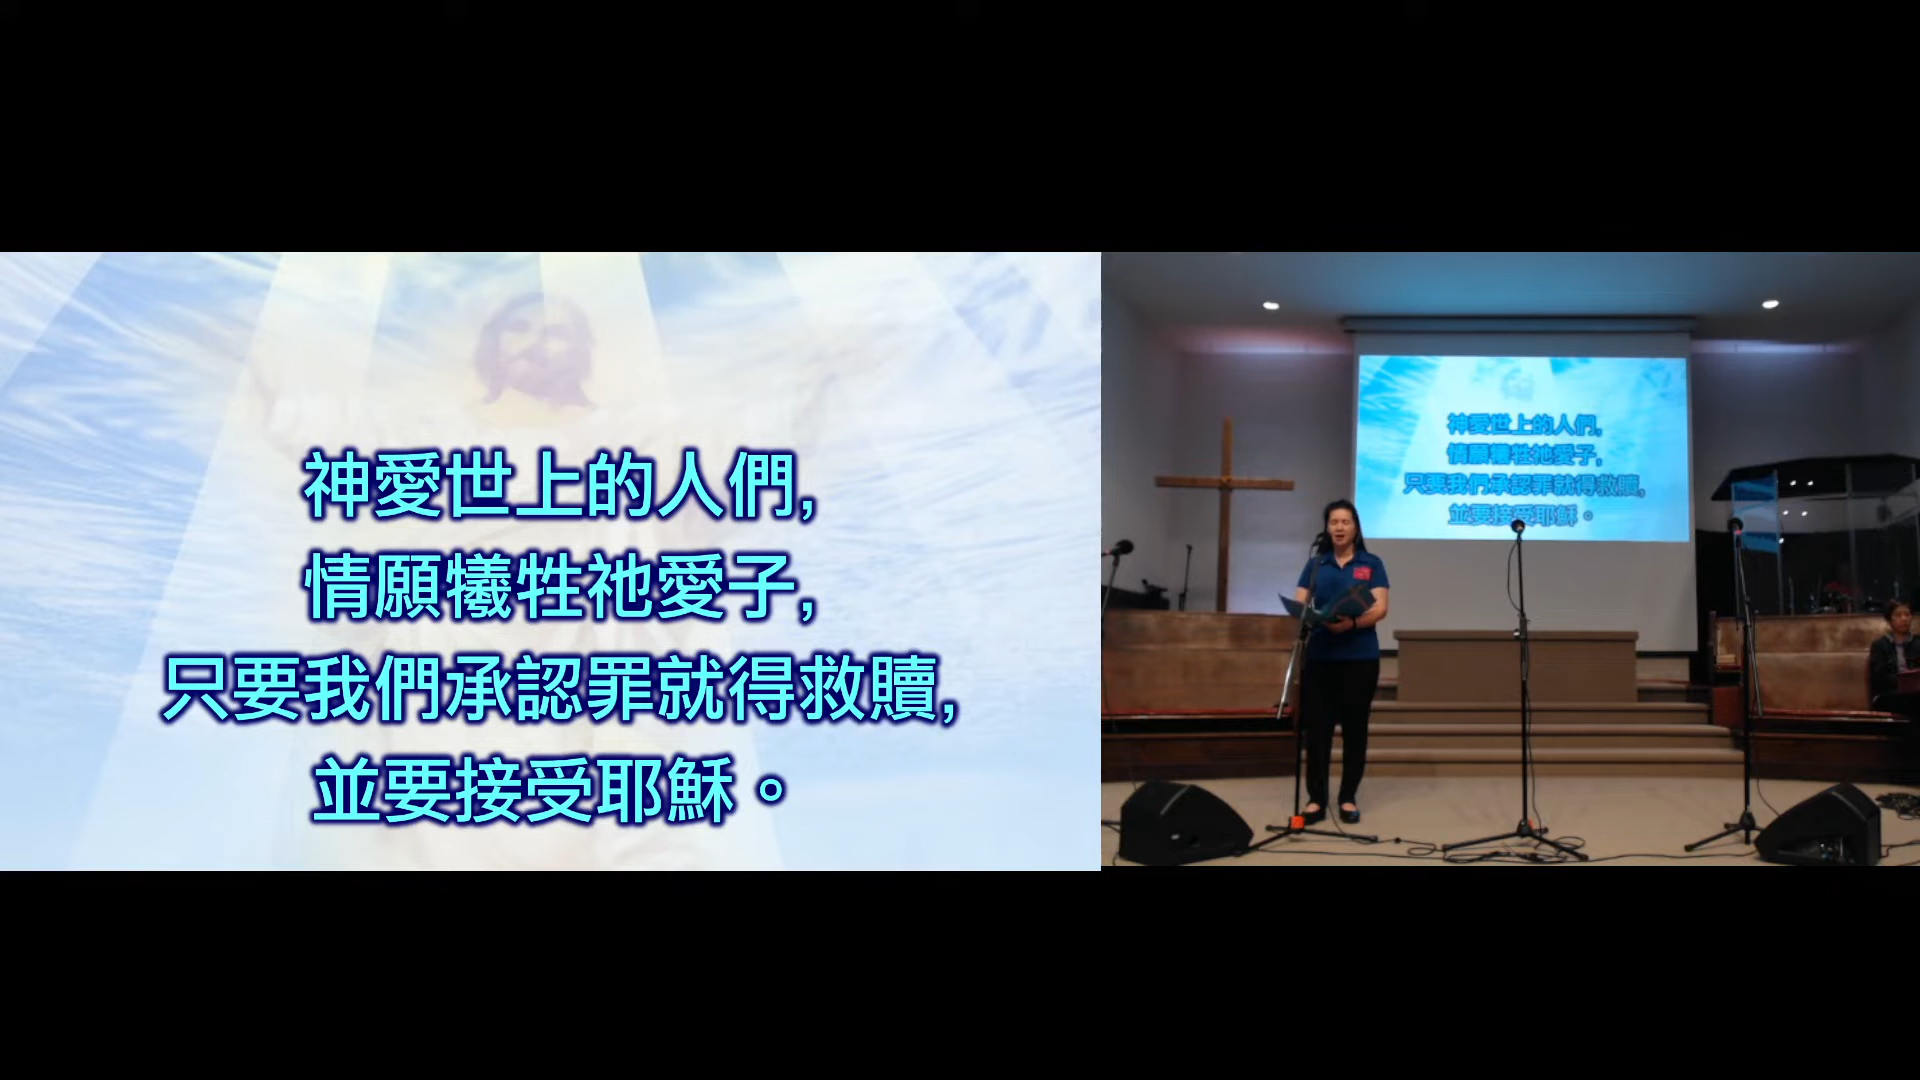 神愛世上的人們,
情願犧牲祂愛子,
只要我們承認罪就得救贖,
並要接受耶穌。
神愛世上的人們,
情願犧牲祂愛子,
只要我們承認罪就得救贖,
並要接受耶穌。